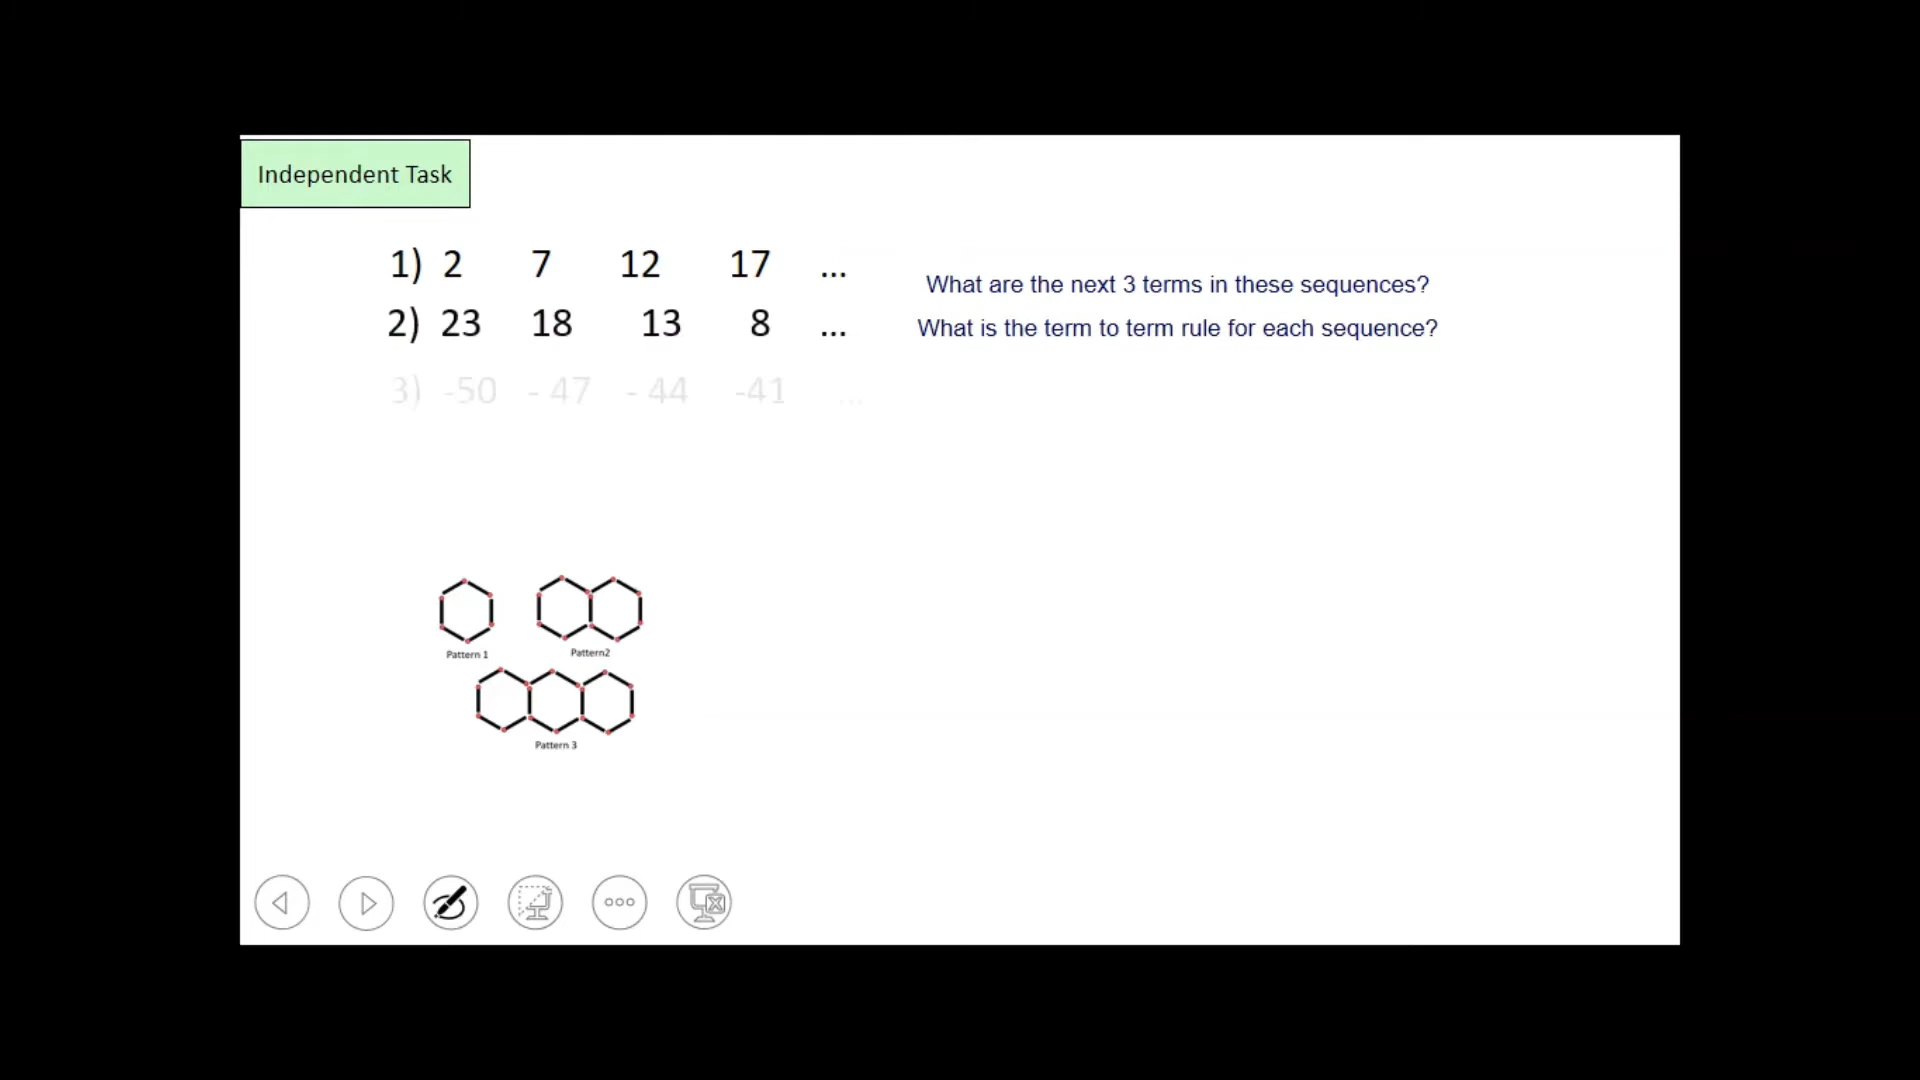 Independent Task
1) 2 7 12 17 ...
What are the next 3 terms in these sequences?
2) 23 18 13 8 ...
What is the term to term rule for each sequence?
3) -50 - 47 - 44 -41 ...
Pattern 1
Pattern2
Pattern 3